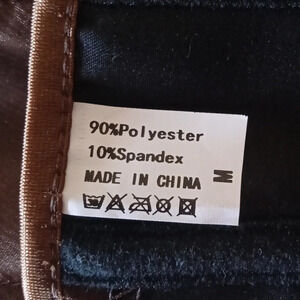 90%Polyester
10%Spandex
MADE IN CHINA
M